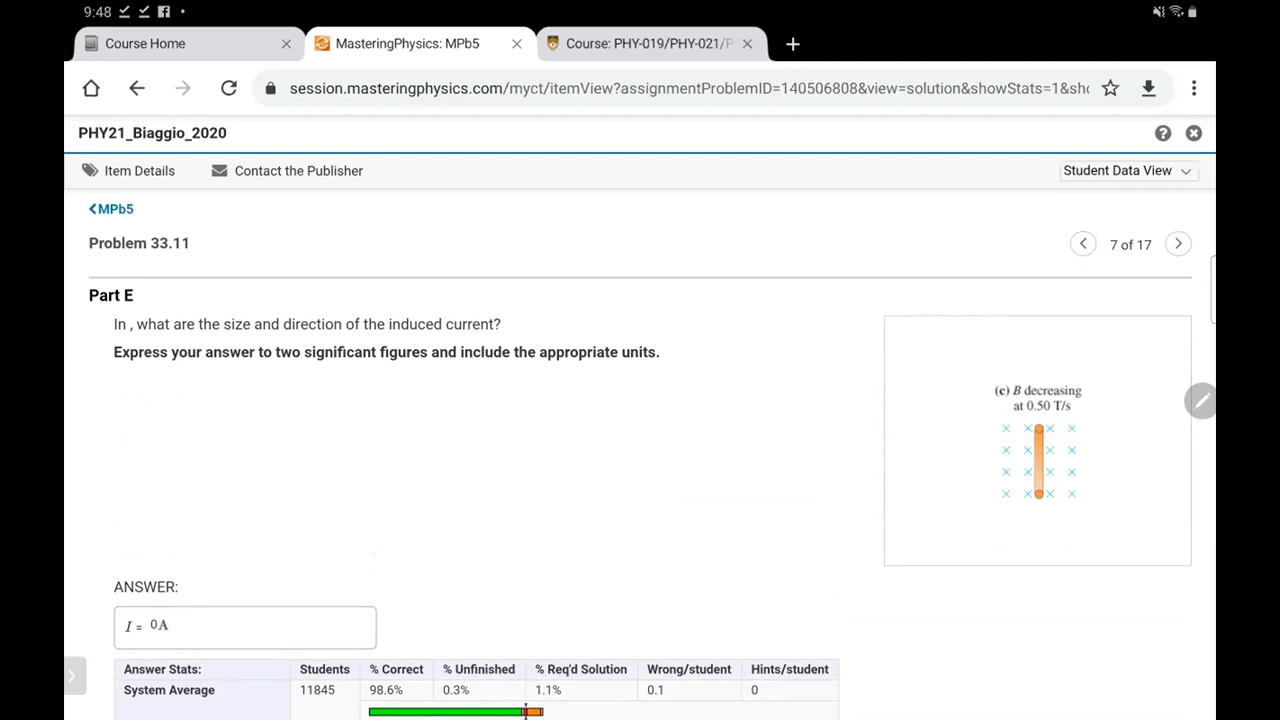 9:48
Course Home
MasteringPhysics: MPb5
Course: PHY-019/PHY-021/P
session.masteringphysics.com/myct/itemView?assignmentProblemID=140506808&view=solution&showStats=1&sho
PHY21_Biaggio_2020
Item Details
Contact the Publisher
Student Data View
MPb5
Problem 33.11
7 of 17
Part E
In , what are the size and direction of the induced current?
Express your answer to two significant figures and include the appropriate units.
(c) B decreasing
at 0.50 T/s
× × × ×
× × × ×
× × × ×
× × × ×
ANSWER:
I = 0A
Answer Stats: Students % Correct % Unfinished % Req'd Solution Wrong/student Hints/student
System Average 11845 98.6% 0.3% 1.1% 0.1 0